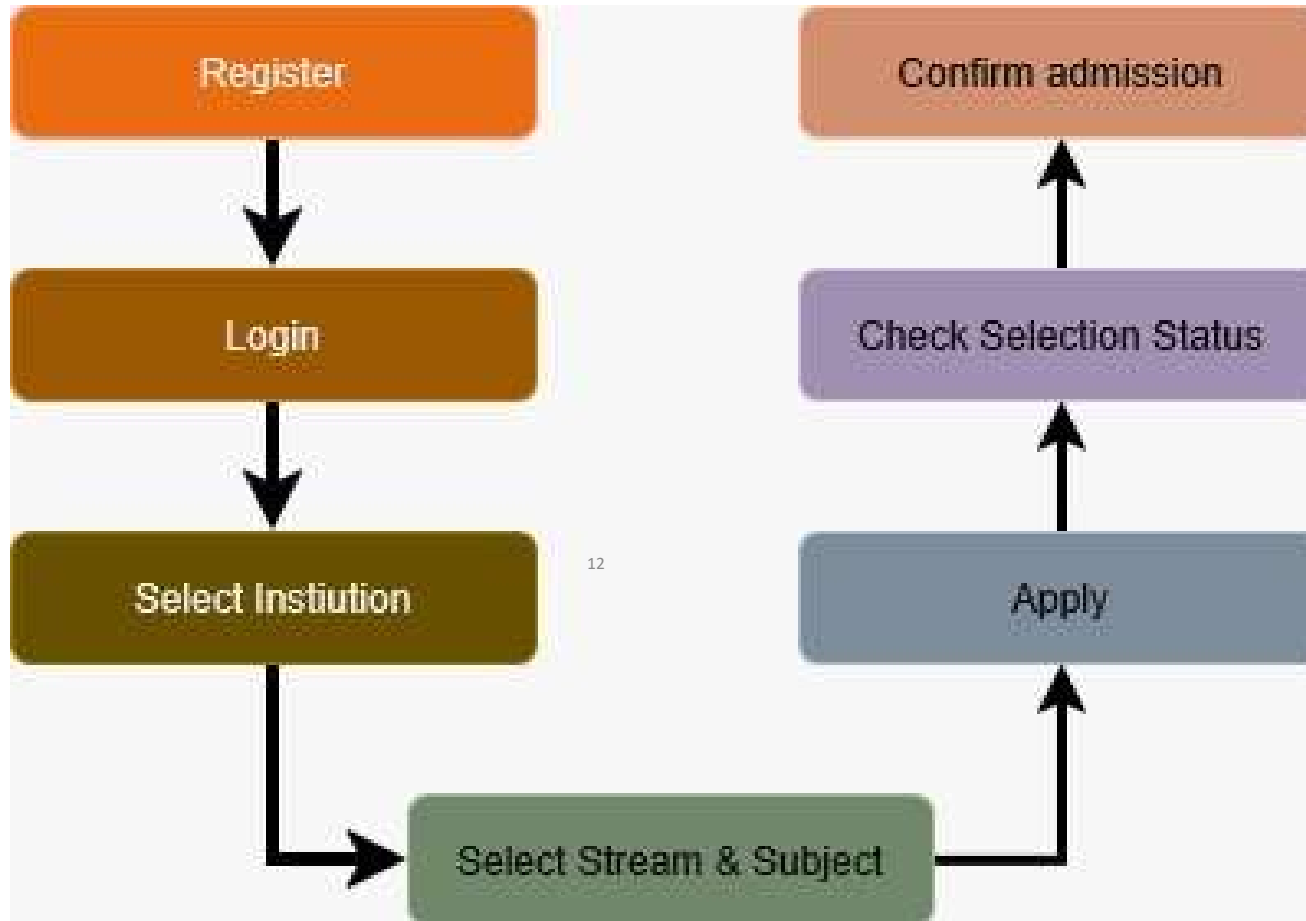 Register
Login
Select Instiution
Select Stream & Subject
Apply
Check Selection Status
Confirm admission
12